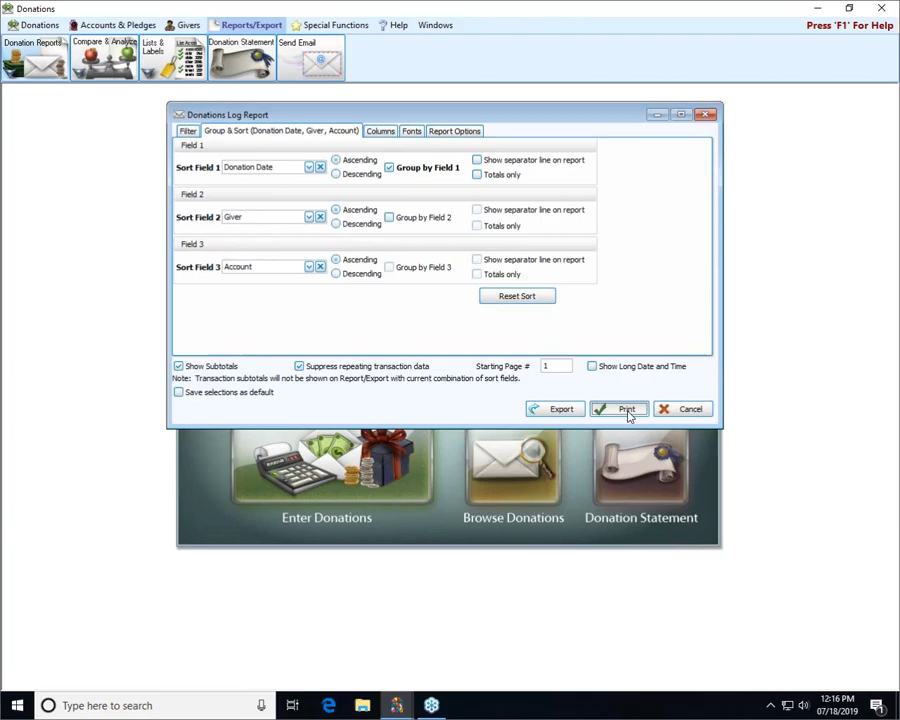 Donations
Donations Accounts & Pledges Givers Reports/Export Special Functions Help Windows Press 'F1' For Help
Donation Reports Compare & Analyze Lists & Labels Donation Statement Send Email
Donations Log Report
Filter Group & Sort (Donation Date, Giver, Account) Columns Fonts Report Options
Field 1
Sort Field 1 Donation Date Ascending Descending Group by Field 1 Show separator line on report Totals only
Field 2
Sort Field 2 Giver Ascending Descending Group by Field 2 Show separator line on report Totals only
Field 3
Sort Field 3 Account Ascending Descending Group by Field 3 Show separator line on report Totals only
Reset Sort
Show Subtotals Suppress repeating transaction data Starting Page # 1 Show Long Date and Time
Note: Transaction subtotals will not be shown on Report/Export with current combination of sort fields.
Save selections as default
Export Print Cancel
Enter Donations Browse Donations Donation Statement
Type here to search
12:16 PM
07/18/2019